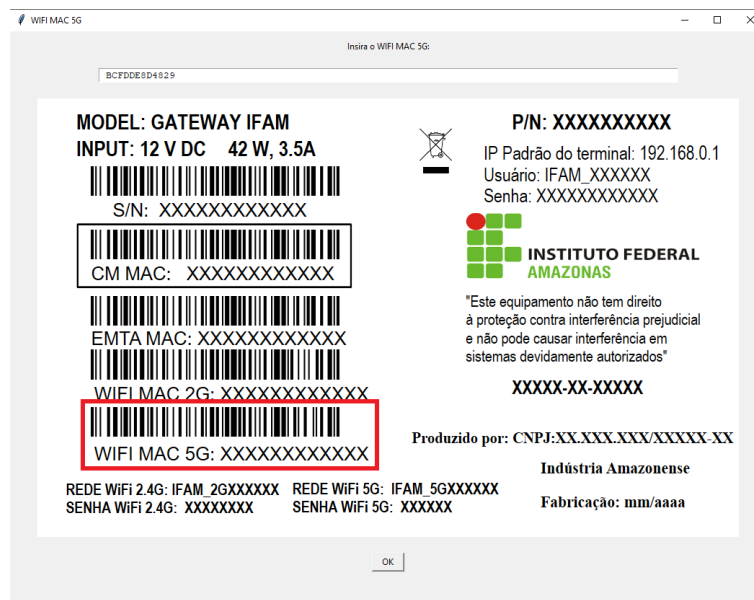 WIFI MAC 5G
Insira o WIFI MAC 5G:
BCFDDE8D4829
MODEL: GATEWAY IFAM
INPUT: 12 V DC 42 W, 3.5A
S/N: XXXXXXXXXXXX
CM MAC: XXXXXXXXXXXX
EMTA MAC: XXXXXXXXXXXX
WIFI MAC 2G: XXXXXXXXXXXX
WIFI MAC 5G: XXXXXXXXXXXX
REDE WiFi 2.4G: IFAM_2GXXXXXX REDE WiFi 5G: IFAM_5GXXXXXX
SENHA WiFi 2.4G: XXXXXXXX SENHA WiFi 5G: XXXXXX
P/N: XXXXXXXXXX
IP Padrão do terminal: 192.168.0.1
Usuário: IFAM_XXXXXX
Senha: XXXXXXXXXXXX
INSTITUTO FEDERAL
AMAZONAS
"Este equipamento não tem direito
à proteção contra interferência prejudicial
e não pode causar interferência em
sistemas devidamente autorizados"
XXXXX-XX-XXXXX
Produzido por: CNPJ:XX.XXX.XXX/XXXXX-XX
Indústria Amazonense
Fabricação: mm/aaaa
OK